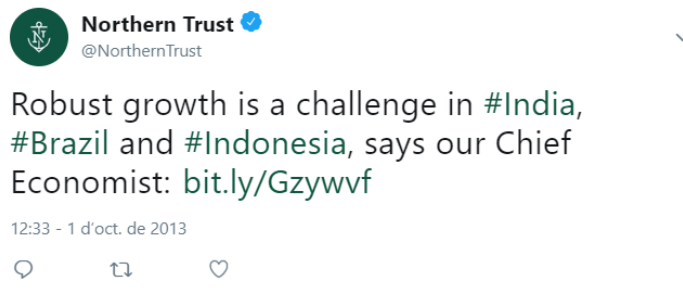 Northern Trust
@NorthernTrust
Robust growth is a challenge in #India,
#Brazil and #Indonesia, says our Chief
Economist: bit.ly/Gzywvf
12:33 - 1 d'oct. de 2013